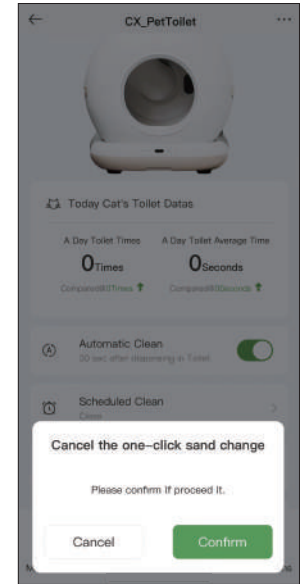 CX_PetToilet
Today Cat's Toilet Datas
A Day Toilet Times
A Day Toilet Average Time
0Times
0Seconds
Automatic Clean
Scheduled Clean
Close
Cancel the one-click sand change
Please confirm if proceed it.
Cancel
Confirm